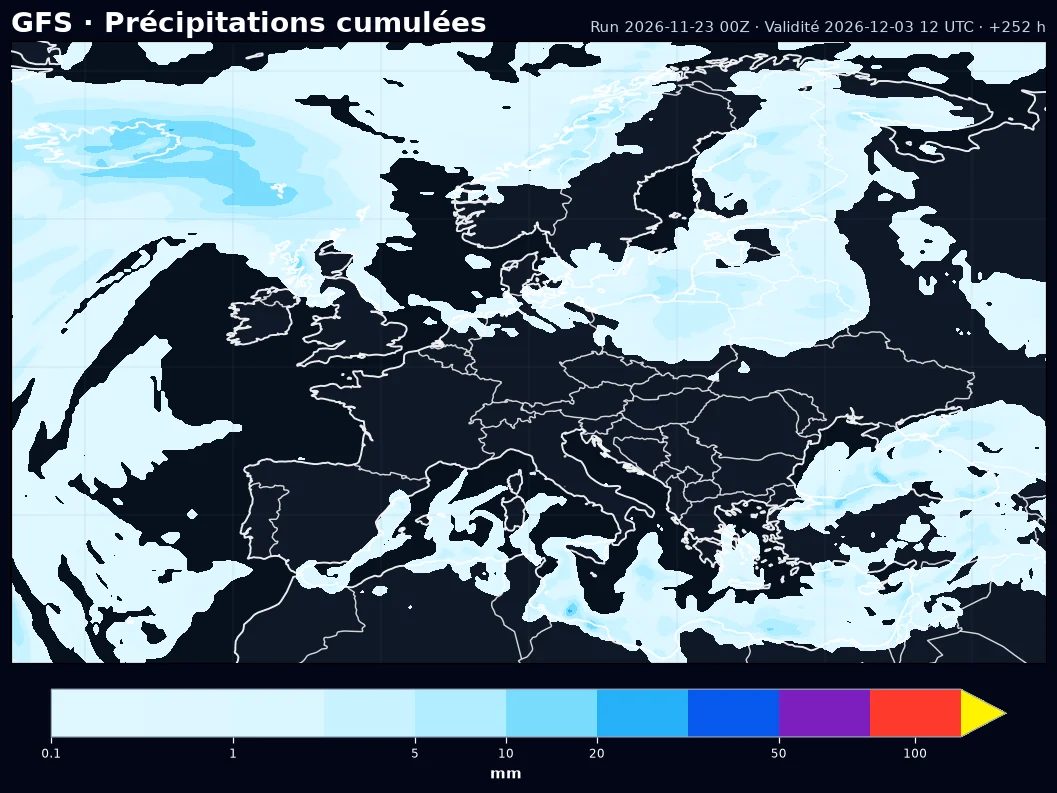 GFS · Précipitations cumulées
Run 2026-11-23 00Z · Validité 2026-12-03 12 UTC · +252 h
0.1 1 5 10 20 50 100
mm